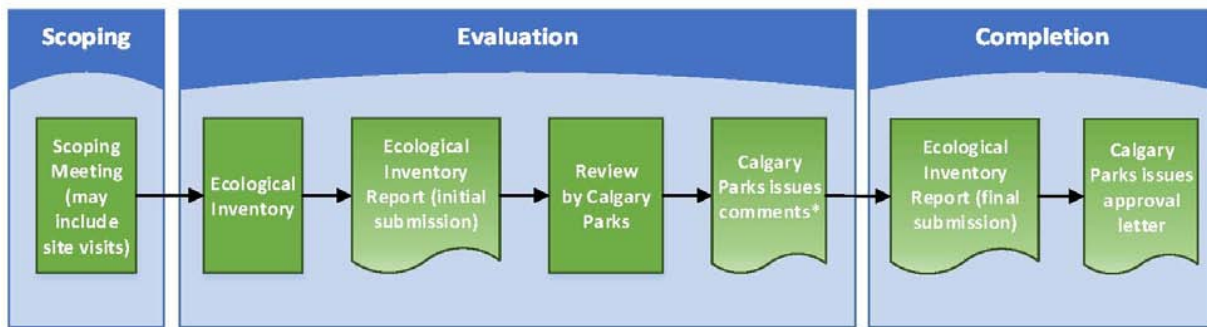 Scoping
Evaluation
Completion
Scoping
Meeting
(may
include
site visits)
Ecological
Inventory
Ecological
Inventory
Report (initial
submission)
Review
by Calgary
Parks
Calgary
Parks issues
comments*
Ecological
Inventory
Report (final
submission)
Calgary
Parks issues
approval
letter